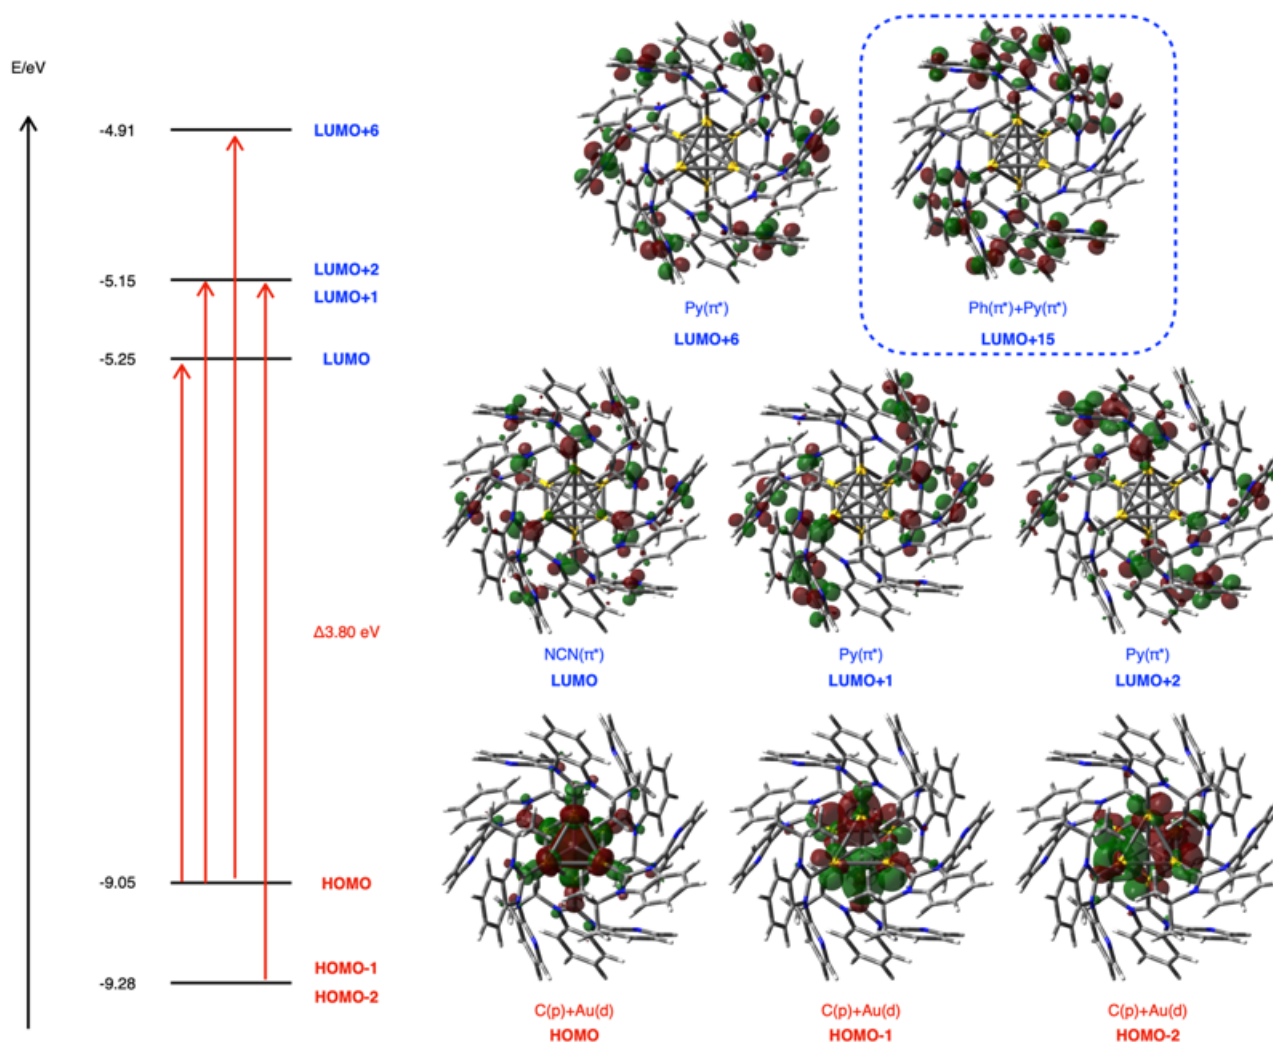 E/eV
-4.91
LUMO+6
LUMO+2
-5.15
LUMO+1
-5.25
LUMO
Δ3.80 eV
-9.05
HOMO
HOMO-1
-9.28
HOMO-2
Py(π*)
LUMO+6
Ph(π*)+Py(π*)
LUMO+15
NCN(π*)
LUMO
Py(π*)
LUMO+1
Py(π*)
LUMO+2
C(p)+Au(d)
HOMO
C(p)+Au(d)
HOMO-1
C(p)+Au(d)
HOMO-2